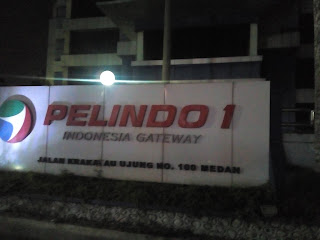 PELINDO 1
INDONESIA GATEWAY
JALAN KRAKATAU UJUNG NO. 100 MEDAN